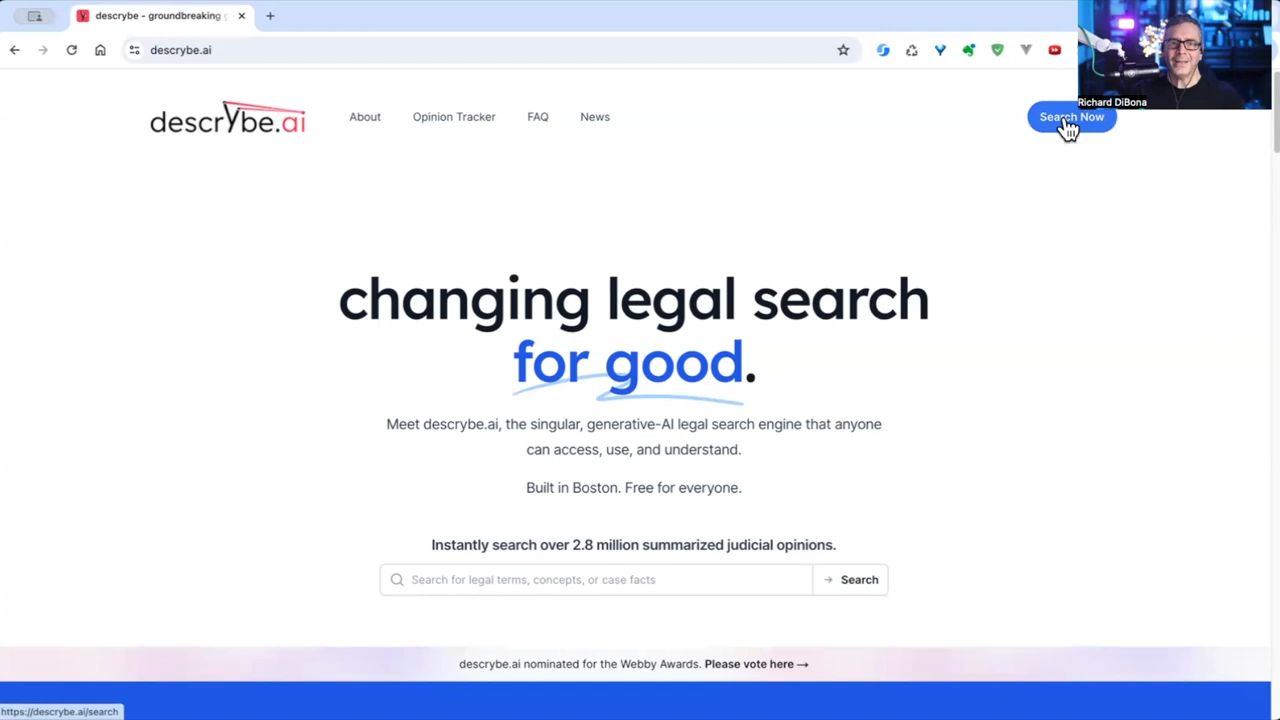 descrybe - groundbreaking
descrybe.ai
Richard DiBona
descrybe.ai
About
Opinion Tracker
FAQ
News
Search Now
changing legal search
for good.
Meet descrybe.ai, the singular, generative-AI legal search engine that anyone
can access, use, and understand.
Built in Boston. Free for everyone.
Instantly search over 2.8 million summarized judicial opinions.
Search for legal terms, concepts, or case facts
Search
descrybe.ai nominated for the Webby Awards. Please vote here →
https://descrybe.ai/search